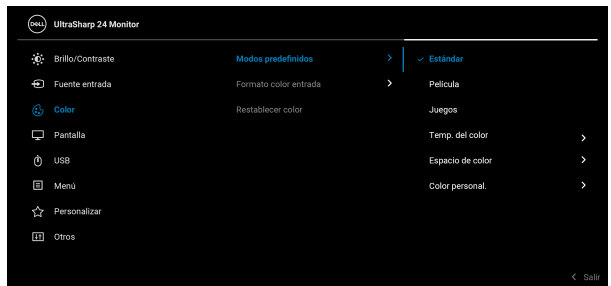 DELL UltraSharp 24 Monitor
Brillo/Contraste Modos predefinidos Estándar
Fuente entrada Formato color entrada Película
Color Restablecer color Juegos
Pantalla Temp. del color
USB Espacio de color
Menú Color personal.
Personalizar
Otros
Salir